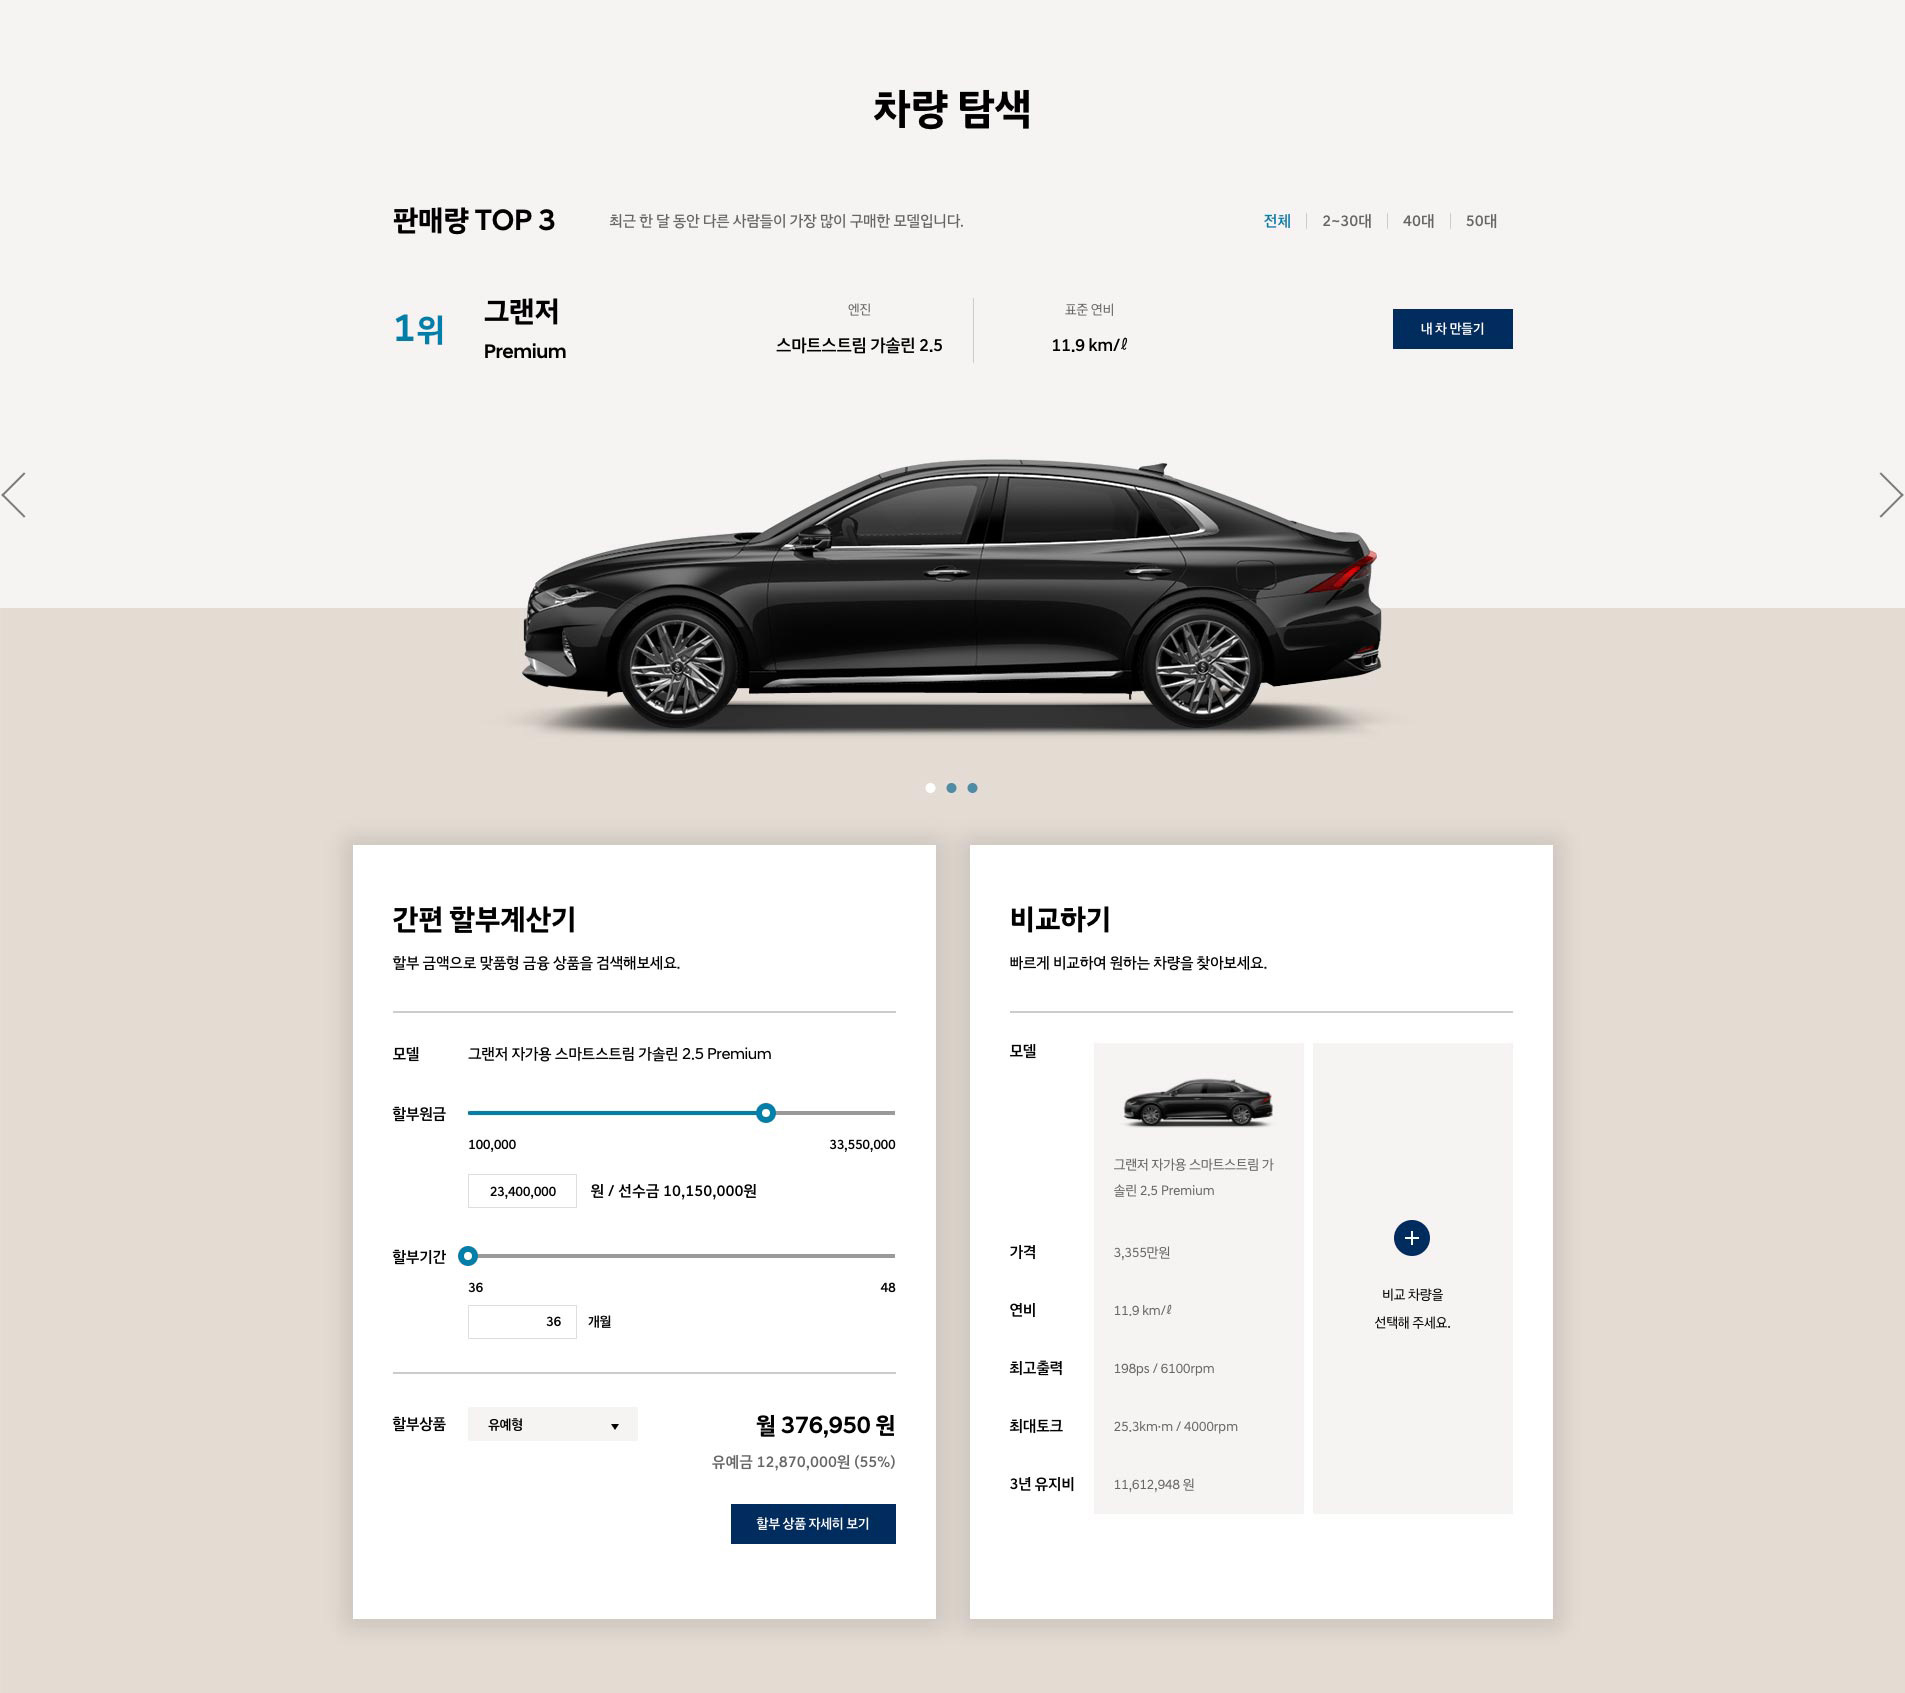 차량 탐색
판매량 TOP 3
최근 한 달 동안 다른 사람들이 가장 많이 구매한 모델입니다.
전체
2~30대
40대
50대
1위
그랜저
Premium
엔진
스마트스트림 가솔린 2.5
표준 연비
11.9 km/ℓ
내 차 만들기
간편 할부계산기
할부 금액으로 맞품형 금융 상품을 검색해보세요.
모델
그랜저 자가용 스마트스트림 가솔린 2.5 Premium
할부원금
100,000
33,550,000
23,400,000
원 / 선수금 10,150,000원
할부기간
36
48
36
개월
할부상품
유예형
월 376,950 원
유예금 12,870,000원 (55%)
할부 상품 자세히 보기
비교하기
빠르게 비교하여 원하는 차량을 찾아보세요.
모델
그랜저 자가용 스마트스트림 가
솔린 2.5 Premium
가격
3,355만원
연비
11.9 km/ℓ
최고출력
198ps / 6100rpm
최대토크
25.3km·m / 4000rpm
3년 유지비
11,612,948 원
비교 차량을
선택해 주세요.